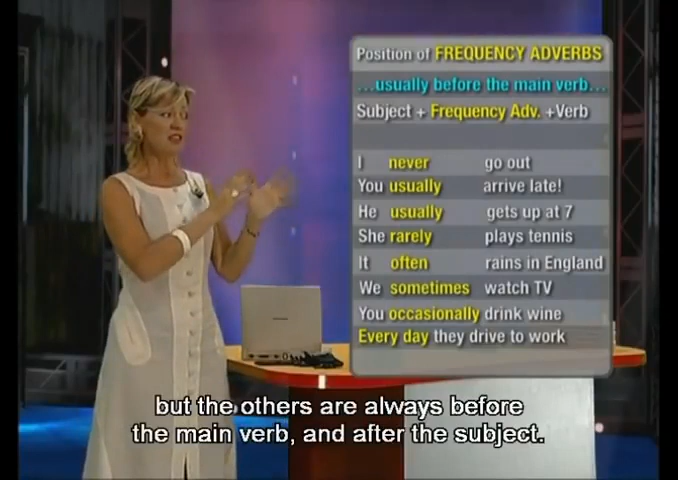 Position of FREQUENCY ADVERBS
...usually before the main verb...
Subject + Frequency Adv. +Verb
I never go out
You usually arrive late!
He usually gets up at 7
She rarely plays tennis
It often rains in England
We sometimes watch TV
You occasionally drink wine
Every day they drive to work
but the others are always before
the main verb, and after the subject.